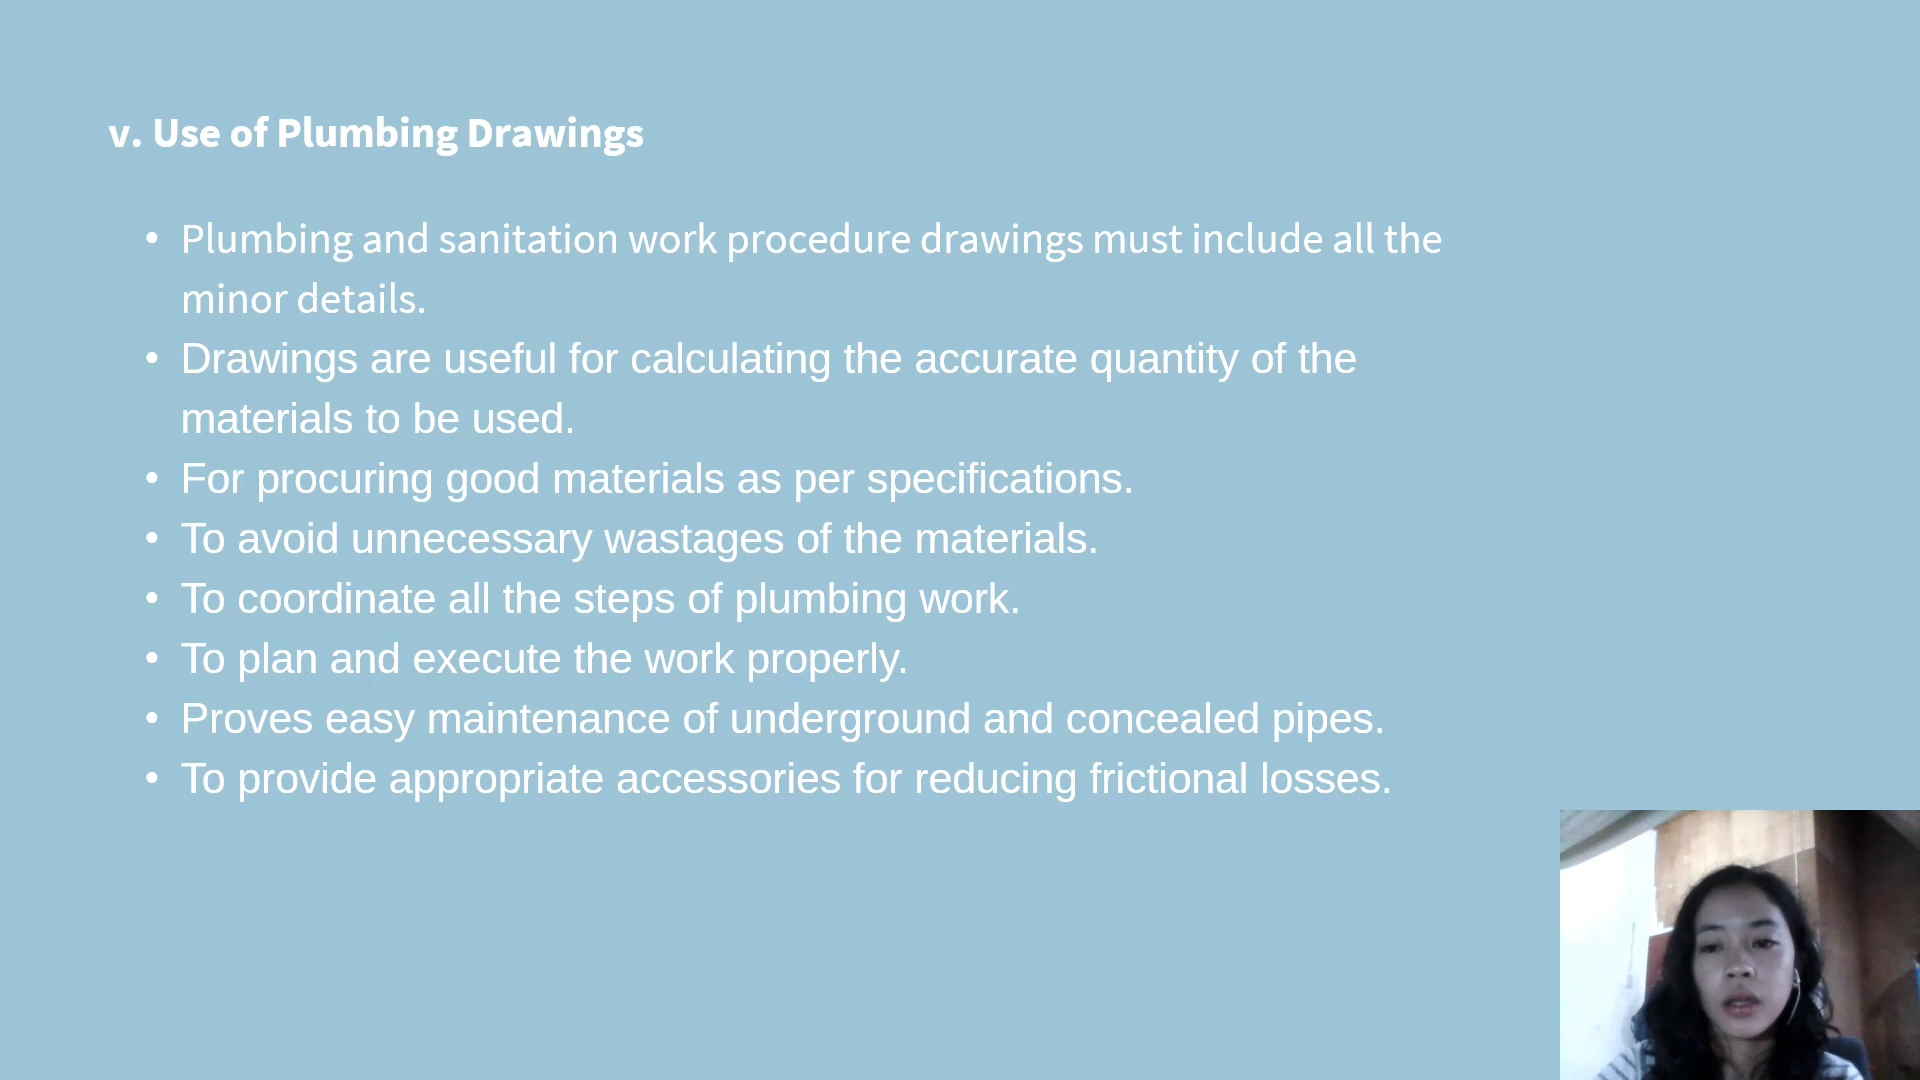 v. Use of Plumbing Drawings
• Plumbing and sanitation work procedure drawings must include all the
minor details.
• Drawings are useful for calculating the accurate quantity of the
materials to be used.
• For procuring good materials as per specifications.
• To avoid unnecessary wastages of the materials.
• To coordinate all the steps of plumbing work.
• To plan and execute the work properly.
• Proves easy maintenance of underground and concealed pipes.
• To provide appropriate accessories for reducing frictional losses.